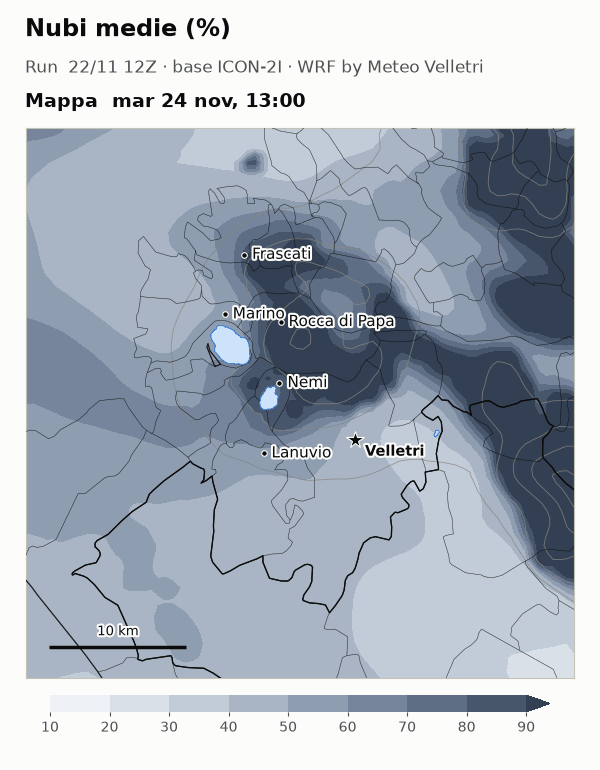 Nubi medie (%)
Run  22/11 12Z · base ICON-2I · WRF by Meteo Velletri
Mappa  mar 24 nov, 13:00
Frascati
Marino
Rocca di Papa
Nemi
Lanuvio
Velletri
10 km
10 20 30 40 50 60 70 80 90